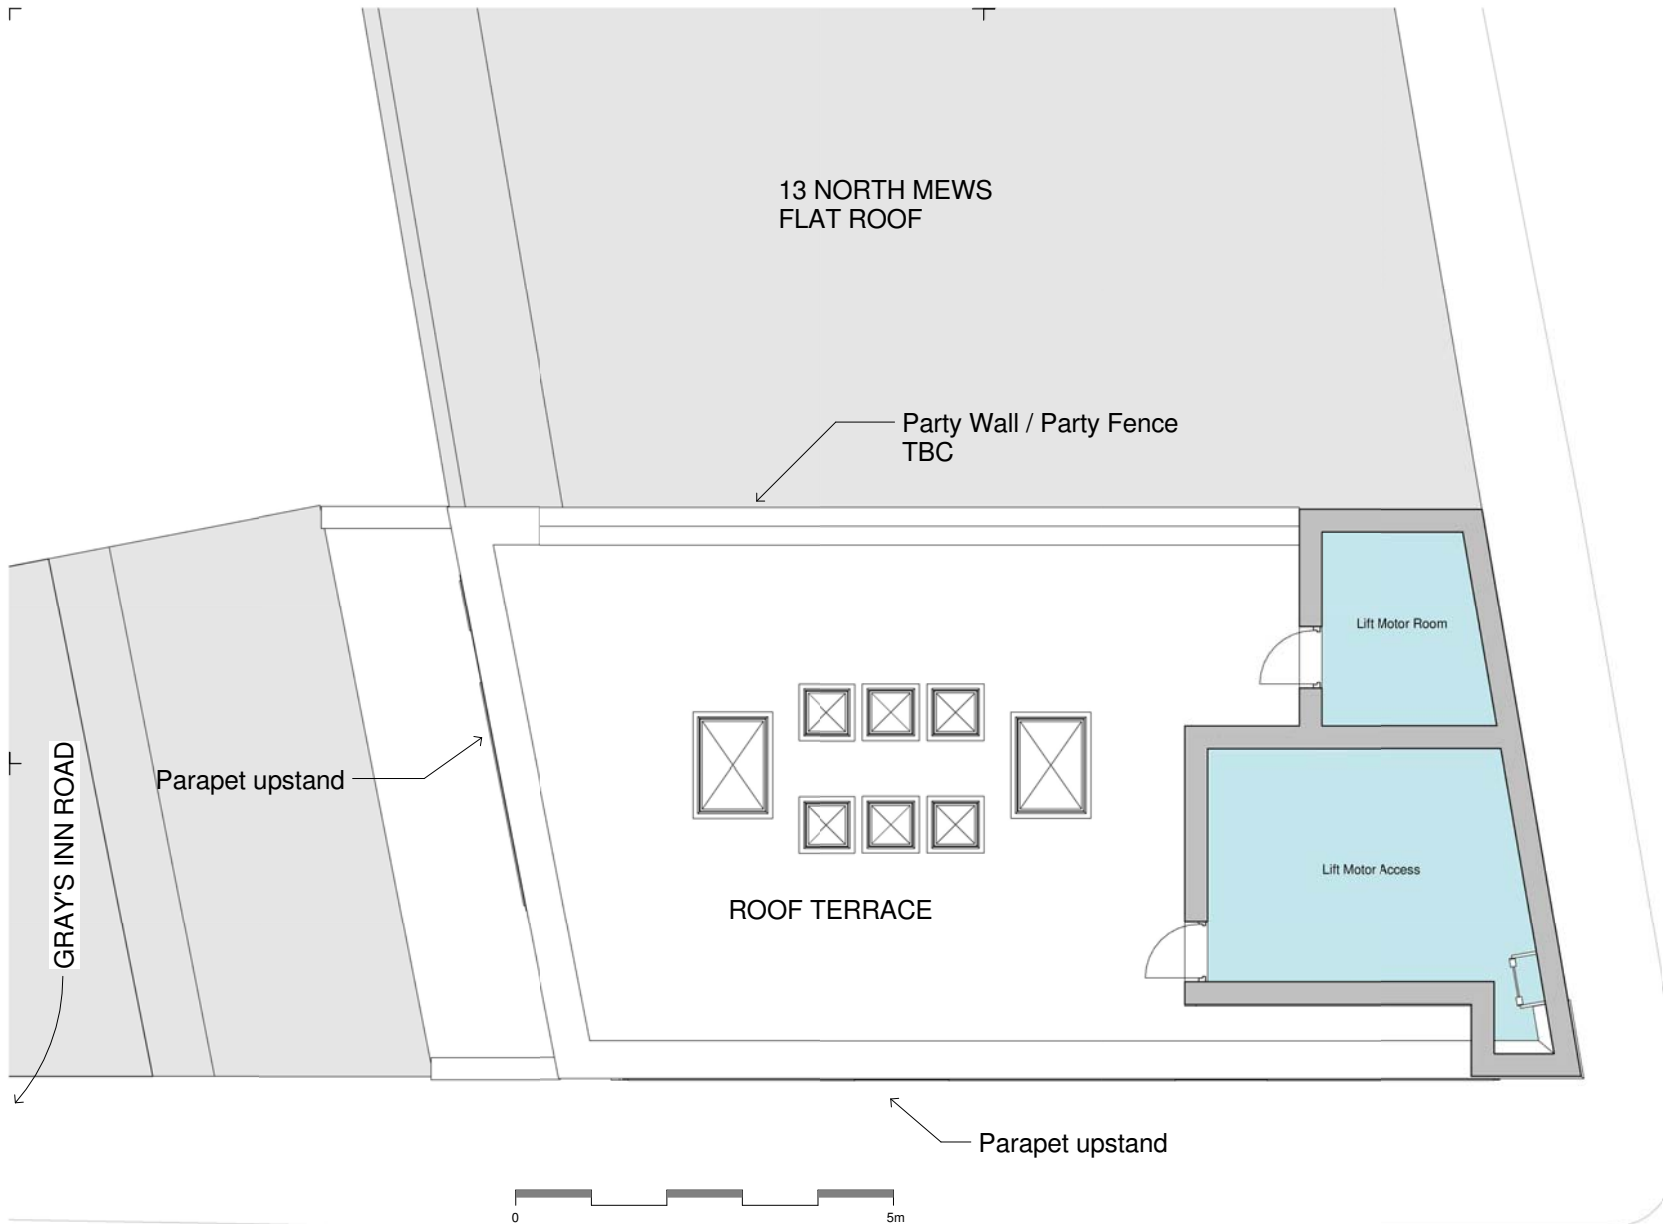 13 NORTH MEWS
FLAT ROOF
Party Wall / Party Fence
TBC
Lift Motor Room
GRAY'S INN ROAD
Parapet upstand
Lift Motor Access
ROOF TERRACE
Parapet upstand
0
5m